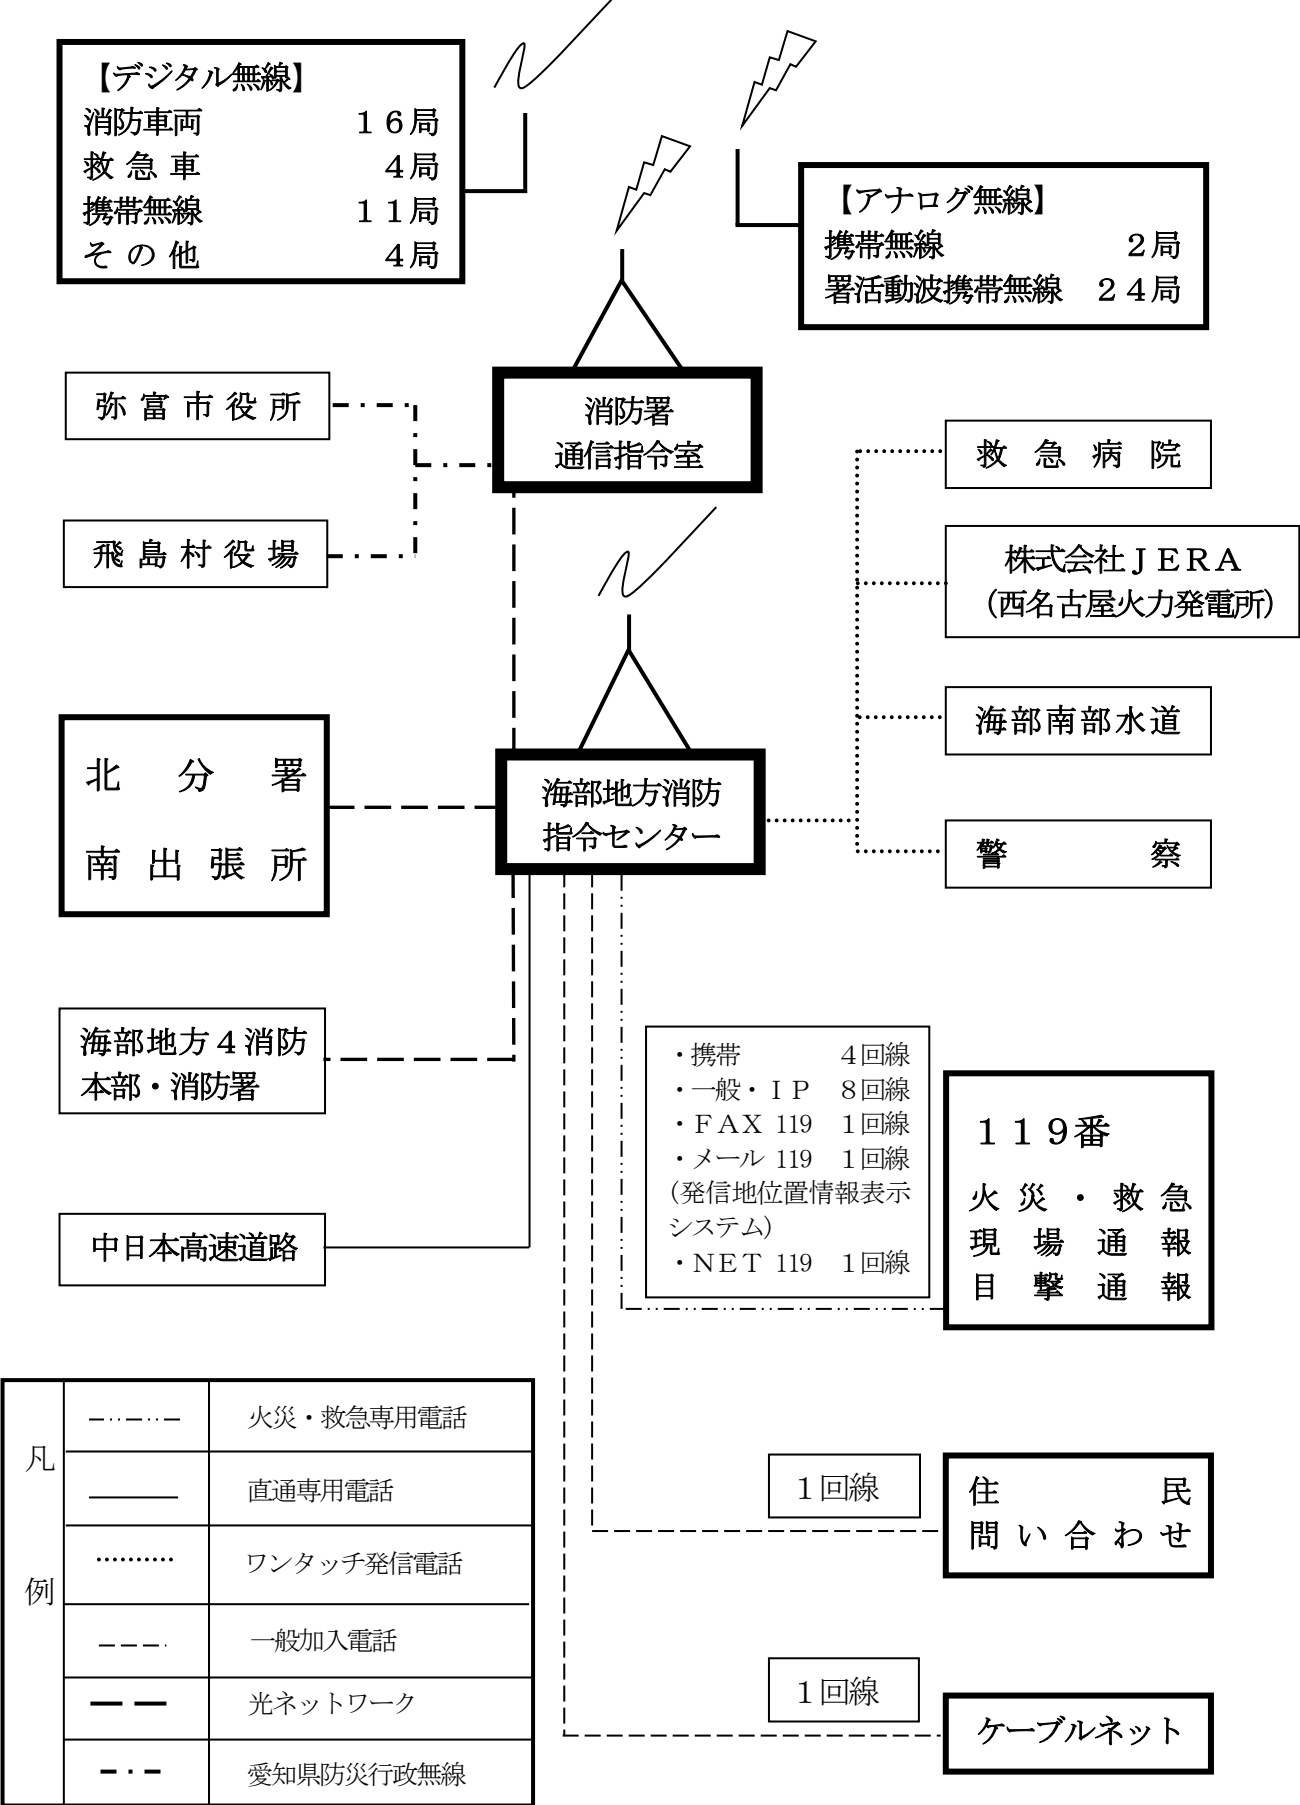 【デジタル無線】
消防車両　１６局
救急車　４局
携帯無線　１１局
その他　４局
【アナログ無線】
携帯無線　２局
署活動波携帯無線　２４局
弥富市役所
消防署
通信指令室
救急病院
飛島村役場
株式会社ＪＥＲＡ
（西名古屋火力発電所）
海部南部水道
北分署
南出張所
海部地方消防
指令センター
警察
海部地方４消防
本部・消防署
・携帯　４回線
・一般・ＩＰ　８回線
・ＦＡＸ 119　１回線
・メール 119　１回線
（発信地位置情報表示
システム）
・ＮＥＴ 119　１回線
１１９番
火災・救急
現場通報
目撃通報
中日本高速道路
凡例
火災・救急専用電話
直通専用電話
ワンタッチ発信電話
一般加入電話
光ネットワーク
愛知県防災行政無線
１回線
住民
問い合わせ
１回線
ケーブルネット